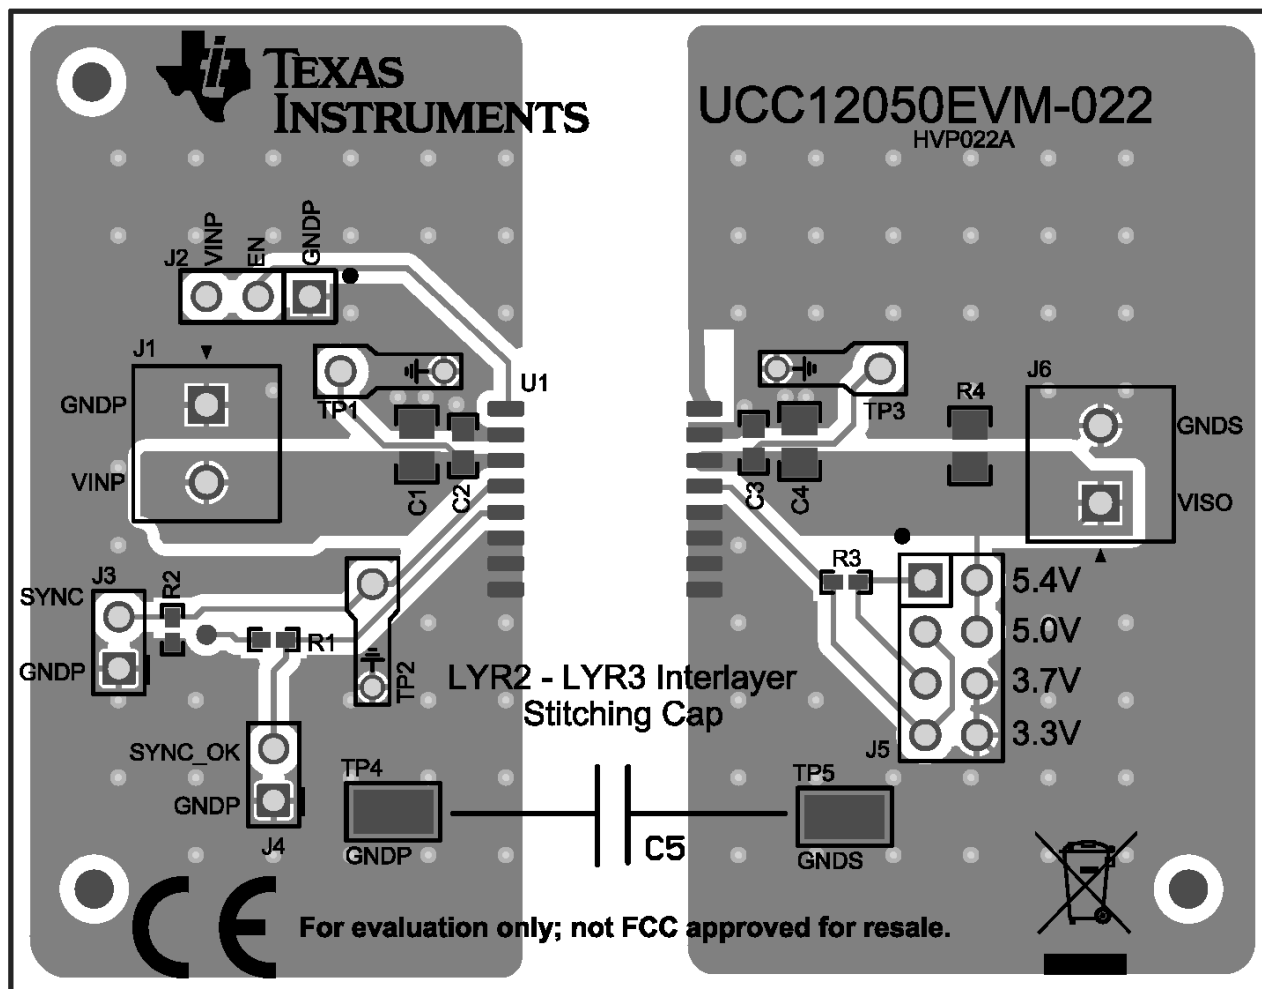 TEXAS
INSTRUMENTS
UCC12050EVM-022
HVP022A
J2
VINP
EN
GNDP
J1
GNDP
VINP
TP1
C1
C2
U1
TP3
C3
C4
R4
J6
GNDS
VISO
J3
SYNC
GNDP
R2
R1
TP2
R3
5.4V
5.0V
3.7V
3.3V
J5
LYR2 - LYR3 Interlayer
Stitching Cap
SYNC_OK
GNDP
J4
TP4
GNDP
C5
TP5
GNDS
CE
For evaluation only; not FCC approved for resale.